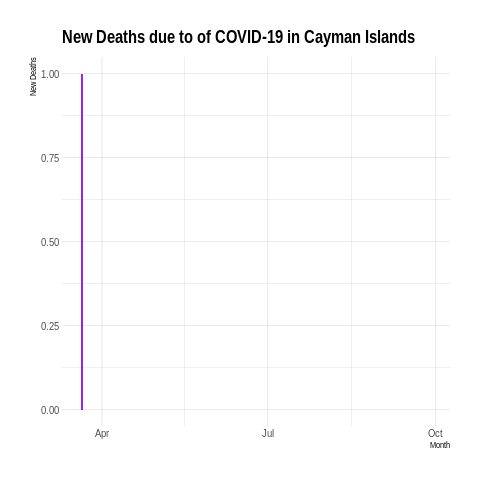 New Deaths due to of COVID-19 in Cayman Islands
New Deaths
1.00
0.75
0.50
0.25
0.00
Apr
Jul
Oct
Month